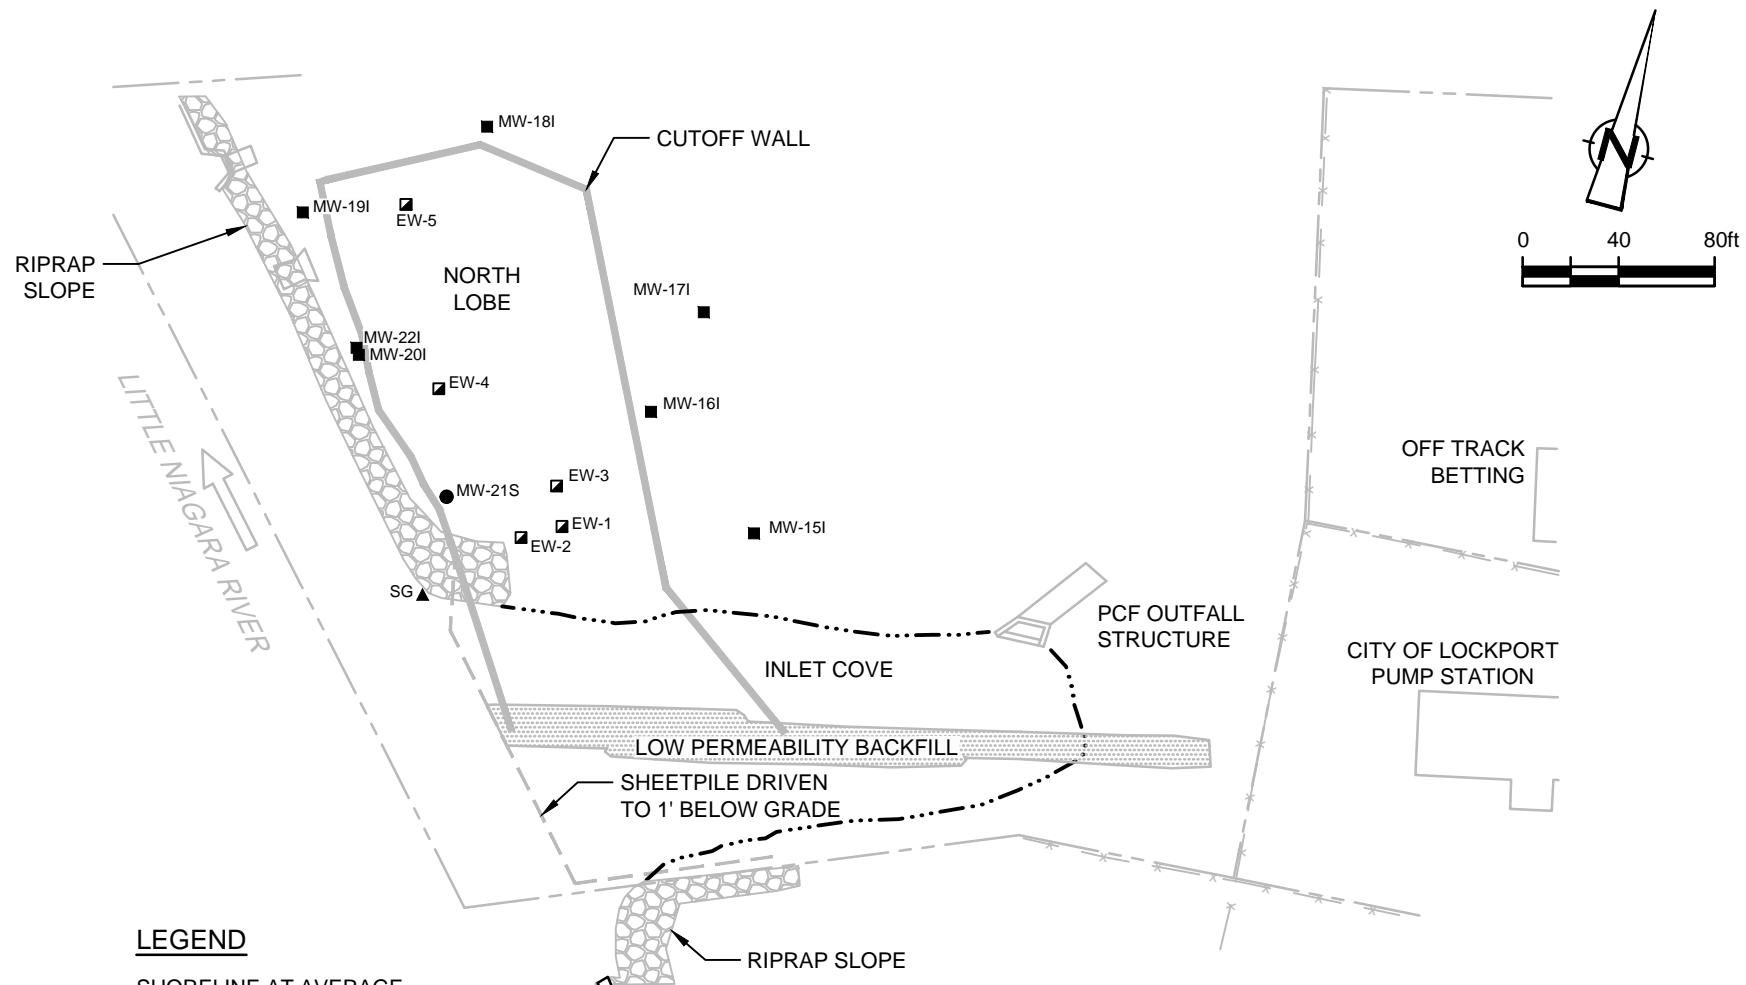 MW-18I
CUTOFF WALL
N
MW-19I
EW-5
0 40 80ft
RIPRAP
SLOPE
NORTH
LOBE
MW-17I
MW-22I
MW-20I
EW-4
MW-16I
LITTLE NIAGARA RIVER
OFF TRACK
BETTING
EW-3
MW-21S
EW-1
EW-2
MW-15I
SG
PCF OUTFALL
STRUCTURE
INLET COVE
CITY OF LOCKPORT
PUMP STATION
LOW PERMEABILITY BACKFILL
SHEETPILE DRIVEN
TO 1' BELOW GRADE
LEGEND
RIPRAP SLOPE
SHORELINE AT AVERAGE